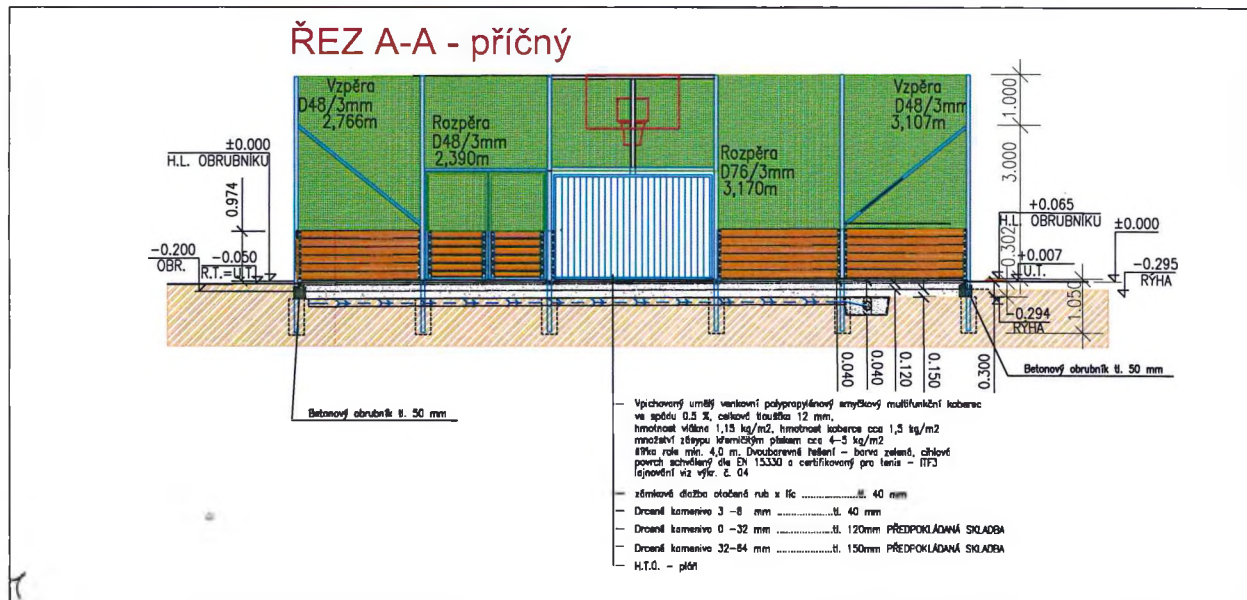 ŘEZ A-A - příčný
Vzpěra
D48/3mm
2,766m
Rozpěra
D48/3mm
2,390m
Rozpěra
D76/3mm
3,170m
Vzpěra
D48/3mm
3,107m
1.000
3.000
±0.000
H.L. OBRUBNÍKU
0.974
-0.200
OBR.
-0.050
R.T.=U.T.
+0.065
H.L. OBRUBNÍKU
±0.000
0.302
+0.007
U.T.
-0.295
RÝHA
1.050
-0.294
RÝHA
0.040
0.040
0.120
0.150
0.300
Betonový obrubník tl. 50 mm
Betonový obrubník tl. 50 mm
Vpichovaný umělý venkovní polypropylénový smyčkový multifunkční koberec
ve spádu 0.5 %, celková tloušťka 12 mm,
hmotnost vlákna 1,15 kg/m2, hmotnost koberce cca 1,5 kg/m2
množství zásypu křemičitým pískem cca 4-5 kg/m2
šířka role min. 4,0 m. Dvoubarevné řešení - barva zelená, cihlová
povrch schválený dle EN 15330 a certifikovaný pro tenis - ITF3
lajnování viz výkr. č. 04
zámková dlažba otočená rub x líc ..................tl. 40 mm
Drcené kamenivo 3 -8 mm ..................tl. 40 mm
Drcené kamenivo 0 -32 mm ..................tl. 120mm PŘEDPOKLÁDANÁ SKLADBA
Drcené kamenivo 32-64 mm ..................tl. 150mm PŘEDPOKLÁDANÁ SKLADBA
H.T.Ú. - pláň